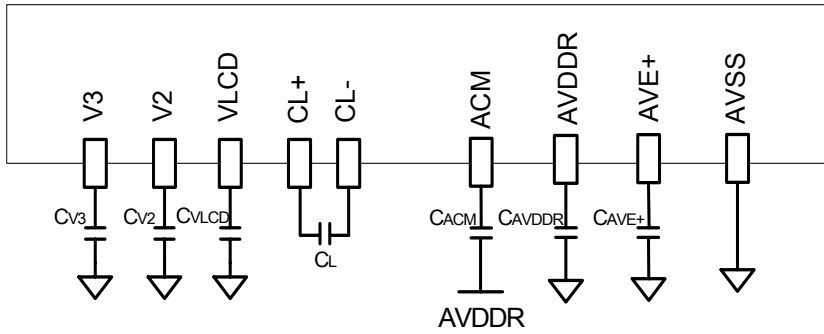 V3
V2
VLCD
CL+
CL-
ACM
AVDDR
AVE+
AVSS
CV3
CV2
CVLCD
CL
CACM
CAVDDR
CAVE+
AVDDR